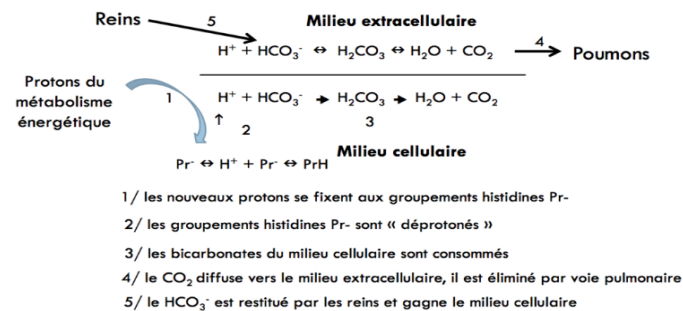 Reins
5
Milieu extracellulaire
H⁺ + HCO₃⁻ ⇔ H₂CO₃ ⇔ H₂O + CO₂
4
Poumons
Protons du
métabolisme
énergétique
1
H⁺ + HCO₃⁻ → H₂CO₃ → H₂O + CO₂
↑
2
3
Milieu cellulaire
Pr⁻ ⇔ H⁺ + Pr⁻ ⇔ PrH
1/ les nouveaux protons se fixent aux groupements histidines Pr-
2/ les groupements histidines Pr- sont « déprotonés »
3/ les bicarbonates du milieu cellulaire sont consommés
4/ le CO₂ diffuse vers le milieu extracellulaire, il est éliminé par voie pulmonaire
5/ le HCO₃⁻ est restitué par les reins et gagne le milieu cellulaire